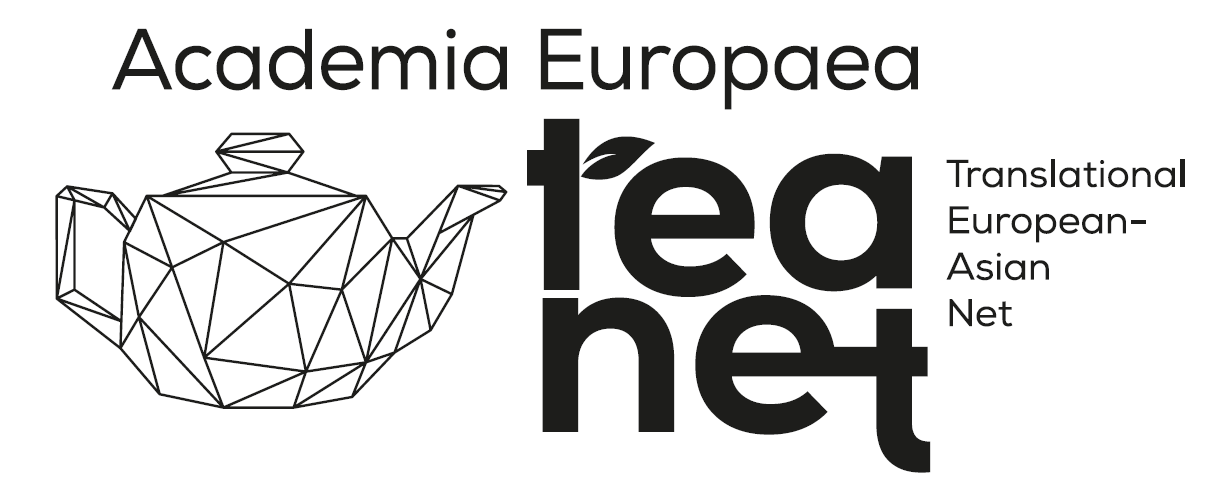 Academia Europaea
tea
net
Translational
European-
Asian
Net